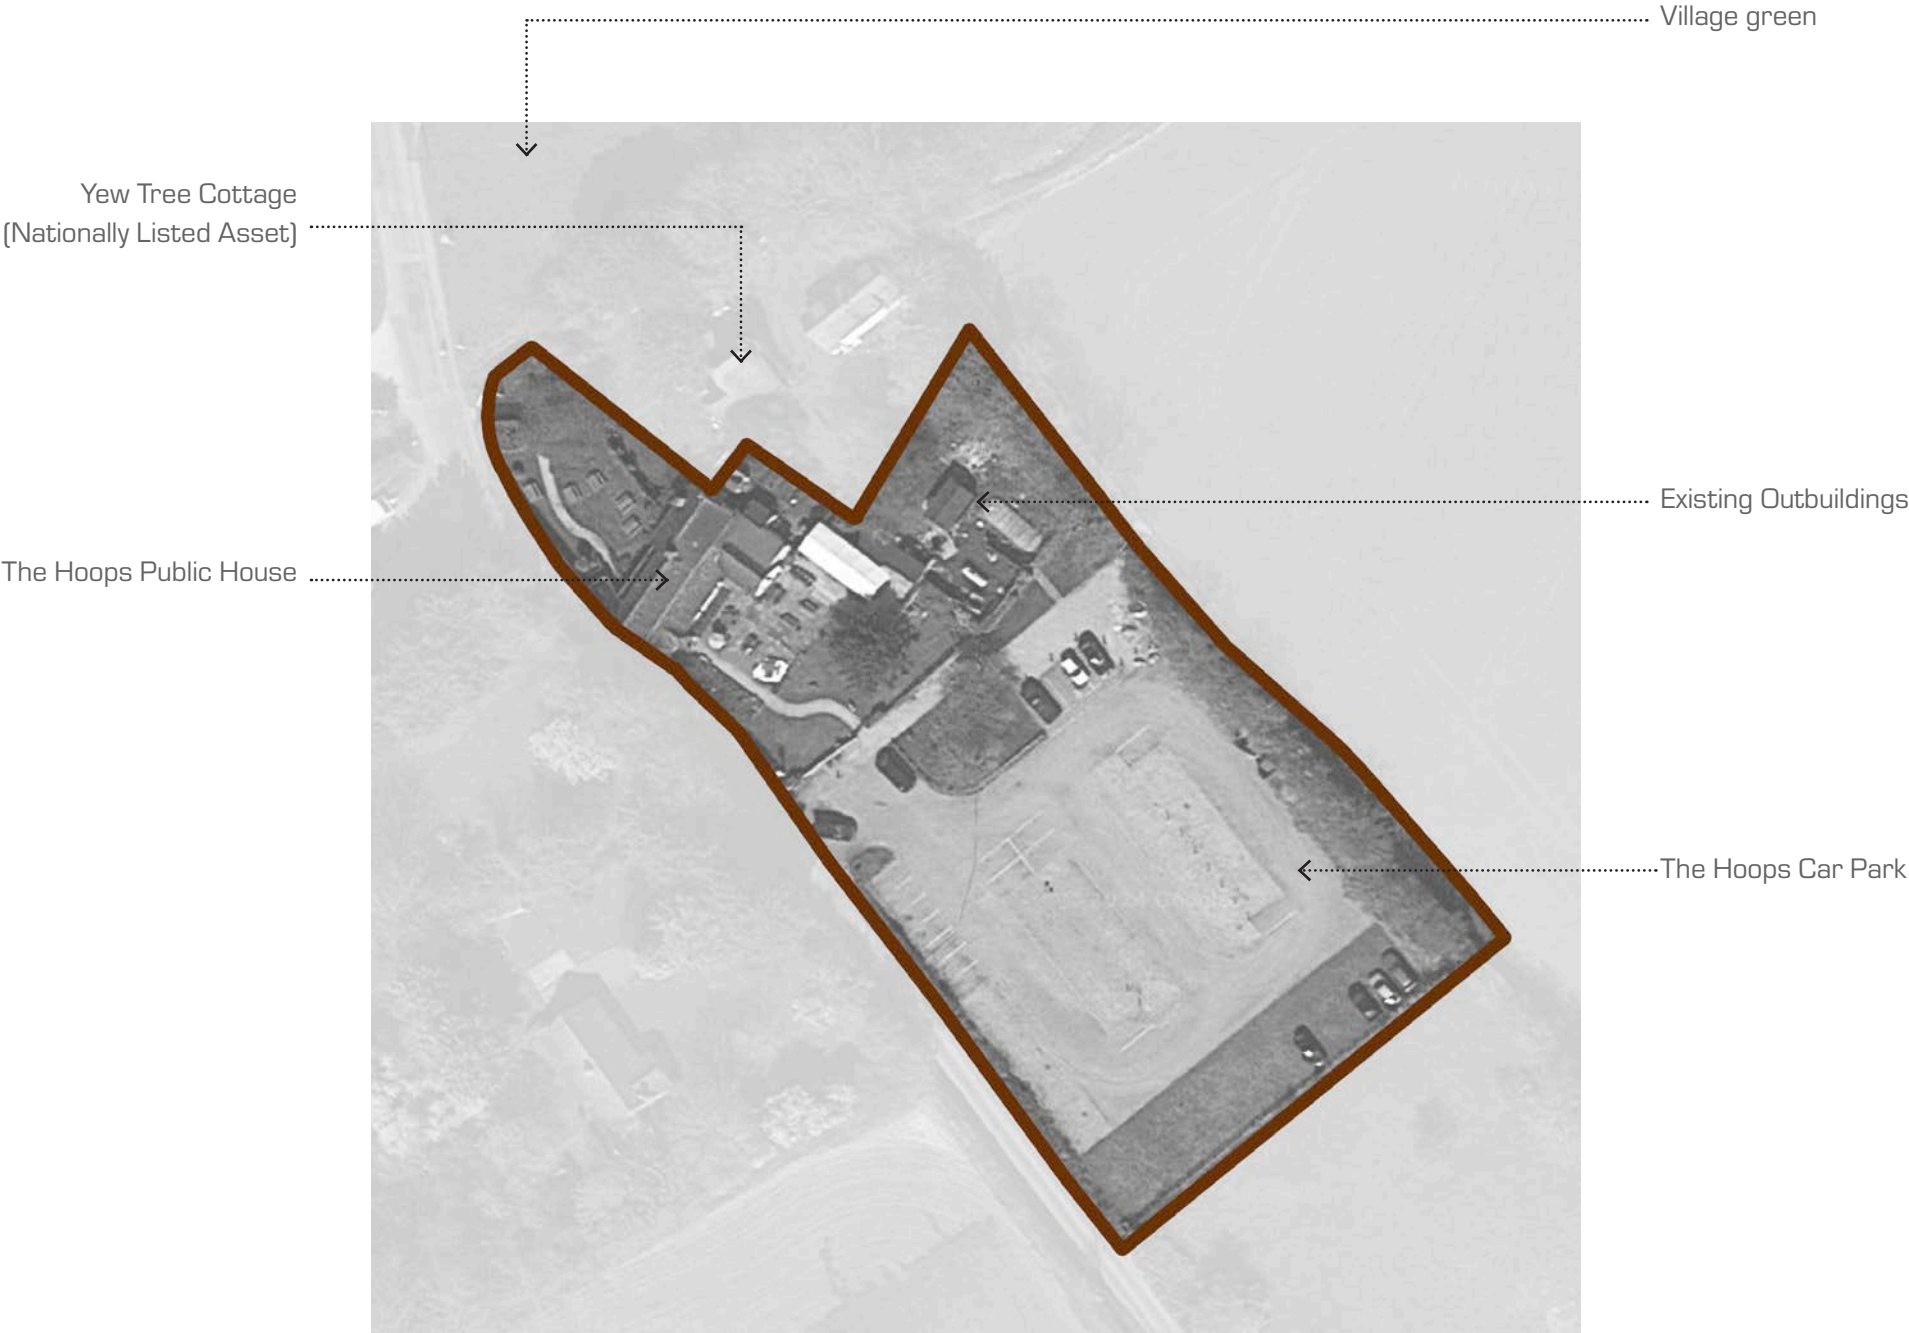 Village green
Yew Tree Cottage
(Nationally Listed Asset)
Existing Outbuildings
The Hoops Public House
The Hoops Car Park